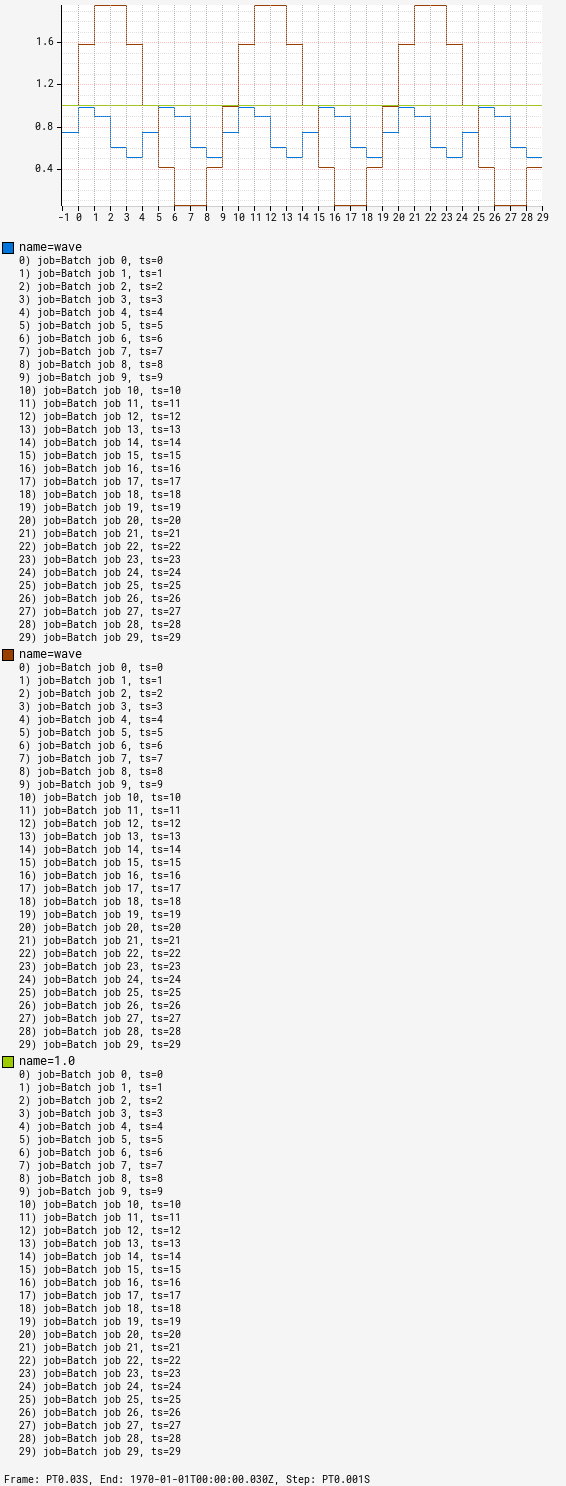 1.6
1.2
0.8
0.4
-1 0 1 2 3 4 5 6 7 8 9 10 11 12 13 14 15 16 17 18 19 20 21 22 23 24 25 26 27 28 29
name=wave
0) job=Batch job 0, ts=0
1) job=Batch job 1, ts=1
2) job=Batch job 2, ts=2
3) job=Batch job 3, ts=3
4) job=Batch job 4, ts=4
5) job=Batch job 5, ts=5
6) job=Batch job 6, ts=6
7) job=Batch job 7, ts=7
8) job=Batch job 8, ts=8
9) job=Batch job 9, ts=9
10) job=Batch job 10, ts=10
11) job=Batch job 11, ts=11
12) job=Batch job 12, ts=12
13) job=Batch job 13, ts=13
14) job=Batch job 14, ts=14
15) job=Batch job 15, ts=15
16) job=Batch job 16, ts=16
17) job=Batch job 17, ts=17
18) job=Batch job 18, ts=18
19) job=Batch job 19, ts=19
20) job=Batch job 20, ts=20
21) job=Batch job 21, ts=21
22) job=Batch job 22, ts=22
23) job=Batch job 23, ts=23
24) job=Batch job 24, ts=24
25) job=Batch job 25, ts=25
26) job=Batch job 26, ts=26
27) job=Batch job 27, ts=27
28) job=Batch job 28, ts=28
29) job=Batch job 29, ts=29
name=wave
0) job=Batch job 0, ts=0
1) job=Batch job 1, ts=1
2) job=Batch job 2, ts=2
3) job=Batch job 3, ts=3
4) job=Batch job 4, ts=4
5) job=Batch job 5, ts=5
6) job=Batch job 6, ts=6
7) job=Batch job 7, ts=7
8) job=Batch job 8, ts=8
9) job=Batch job 9, ts=9
10) job=Batch job 10, ts=10
11) job=Batch job 11, ts=11
12) job=Batch job 12, ts=12
13) job=Batch job 13, ts=13
14) job=Batch job 14, ts=14
15) job=Batch job 15, ts=15
16) job=Batch job 16, ts=16
17) job=Batch job 17, ts=17
18) job=Batch job 18, ts=18
19) job=Batch job 19, ts=19
20) job=Batch job 20, ts=20
21) job=Batch job 21, ts=21
22) job=Batch job 22, ts=22
23) job=Batch job 23, ts=23
24) job=Batch job 24, ts=24
25) job=Batch job 25, ts=25
26) job=Batch job 26, ts=26
27) job=Batch job 27, ts=27
28) job=Batch job 28, ts=28
29) job=Batch job 29, ts=29
name=1.0
0) job=Batch job 0, ts=0
1) job=Batch job 1, ts=1
2) job=Batch job 2, ts=2
3) job=Batch job 3, ts=3
4) job=Batch job 4, ts=4
5) job=Batch job 5, ts=5
6) job=Batch job 6, ts=6
7) job=Batch job 7, ts=7
8) job=Batch job 8, ts=8
9) job=Batch job 9, ts=9
10) job=Batch job 10, ts=10
11) job=Batch job 11, ts=11
12) job=Batch job 12, ts=12
13) job=Batch job 13, ts=13
14) job=Batch job 14, ts=14
15) job=Batch job 15, ts=15
16) job=Batch job 16, ts=16
17) job=Batch job 17, ts=17
18) job=Batch job 18, ts=18
19) job=Batch job 19, ts=19
20) job=Batch job 20, ts=20
21) job=Batch job 21, ts=21
22) job=Batch job 22, ts=22
23) job=Batch job 23, ts=23
24) job=Batch job 24, ts=24
25) job=Batch job 25, ts=25
26) job=Batch job 26, ts=26
27) job=Batch job 27, ts=27
28) job=Batch job 28, ts=28
29) job=Batch job 29, ts=29
Frame: PT0.03S, End: 1970-01-01T00:00:00.030Z, Step: PT0.001S